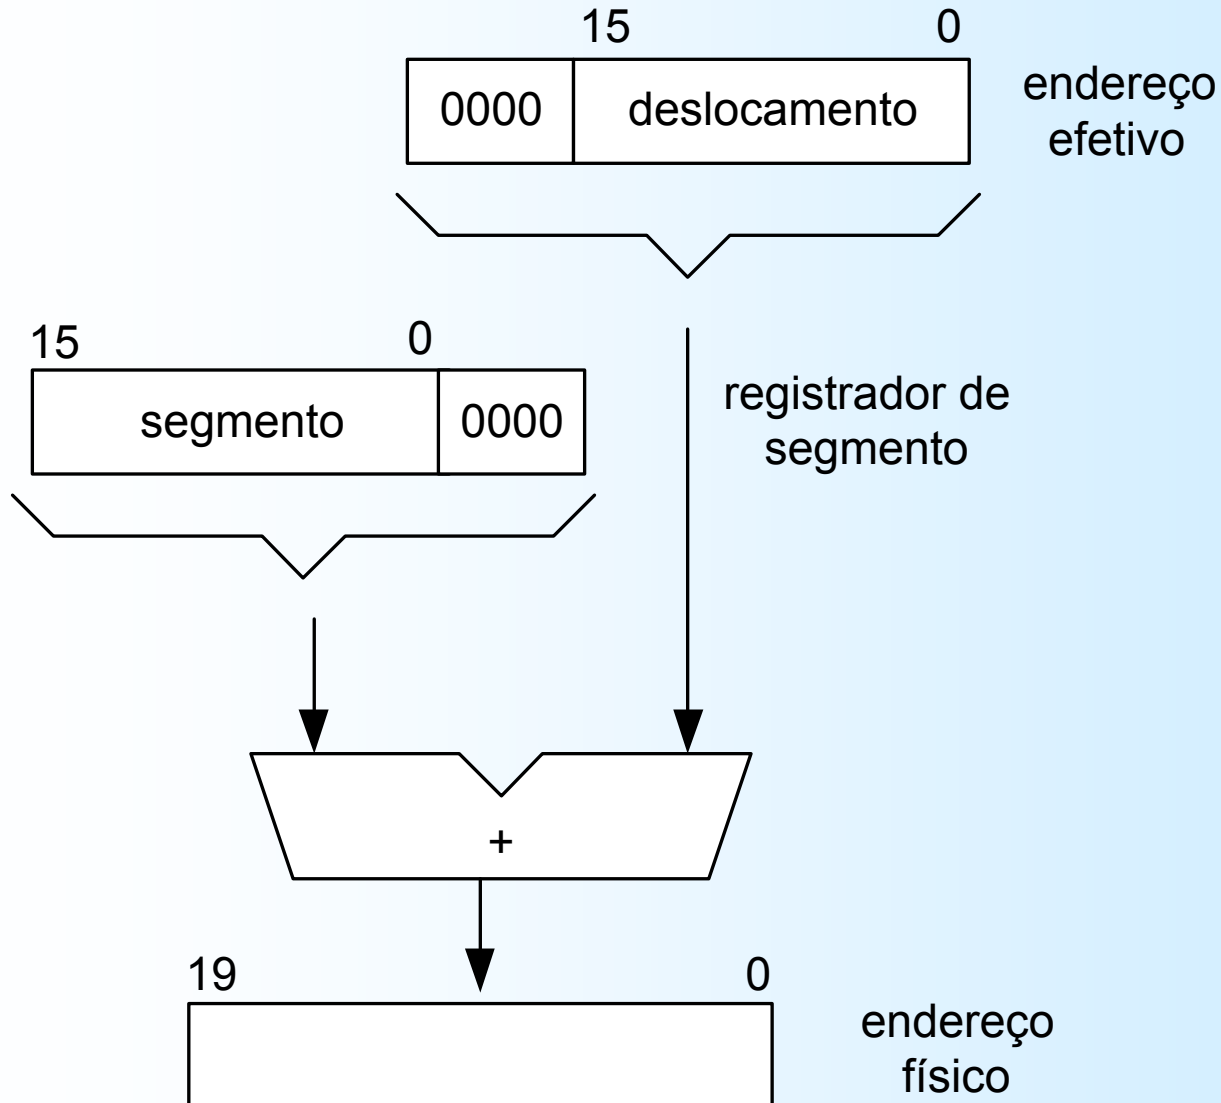 15 0
0000 deslocamento
endereço
efetivo
15 0
segmento 0000
registrador de
segmento
+
19 0
endereço
físico